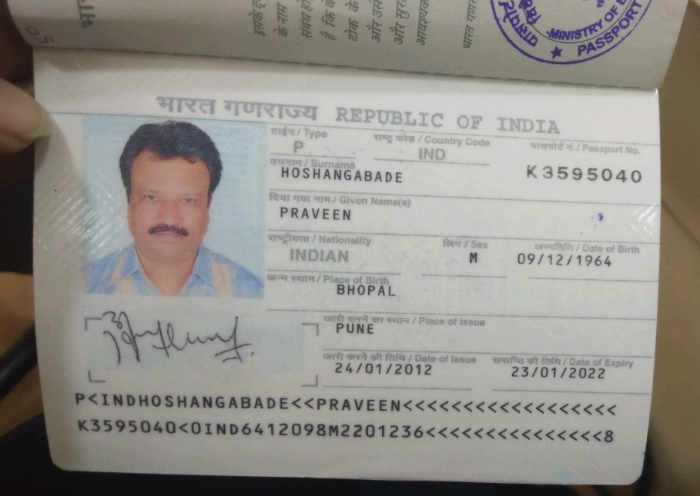 MINISTRY OF E
PASSPORT
भारत गणराज्य REPUBLIC OF INDIA
टाईप / Type
राष्ट्र कोड / Country Code
पासपोर्ट नं. / Passport No.
P
IND
K3595040
उपनाम / Surname
HOSHANGABADE
दिया गया नाम / Given Name(s)
PRAVEEN
राष्ट्रीयता / Nationality
लिंग / Sex
जन्मतिथि / Date of Birth
INDIAN
M
09/12/1964
जन्म स्थान / Place of Birth
BHOPAL
जारी करने का स्थान / Place of Issue
PUNE
जारी करने की तिथि / Date of Issue
समाप्ति की तिथि / Date of Expiry
24/01/2012
23/01/2022
P<INDHOSHANGABADE<<PRAVEEN<<<<<<<<<<<<<<<<<<
K3595040<0IND6412098M2201236<<<<<<<<<<<<<<<8